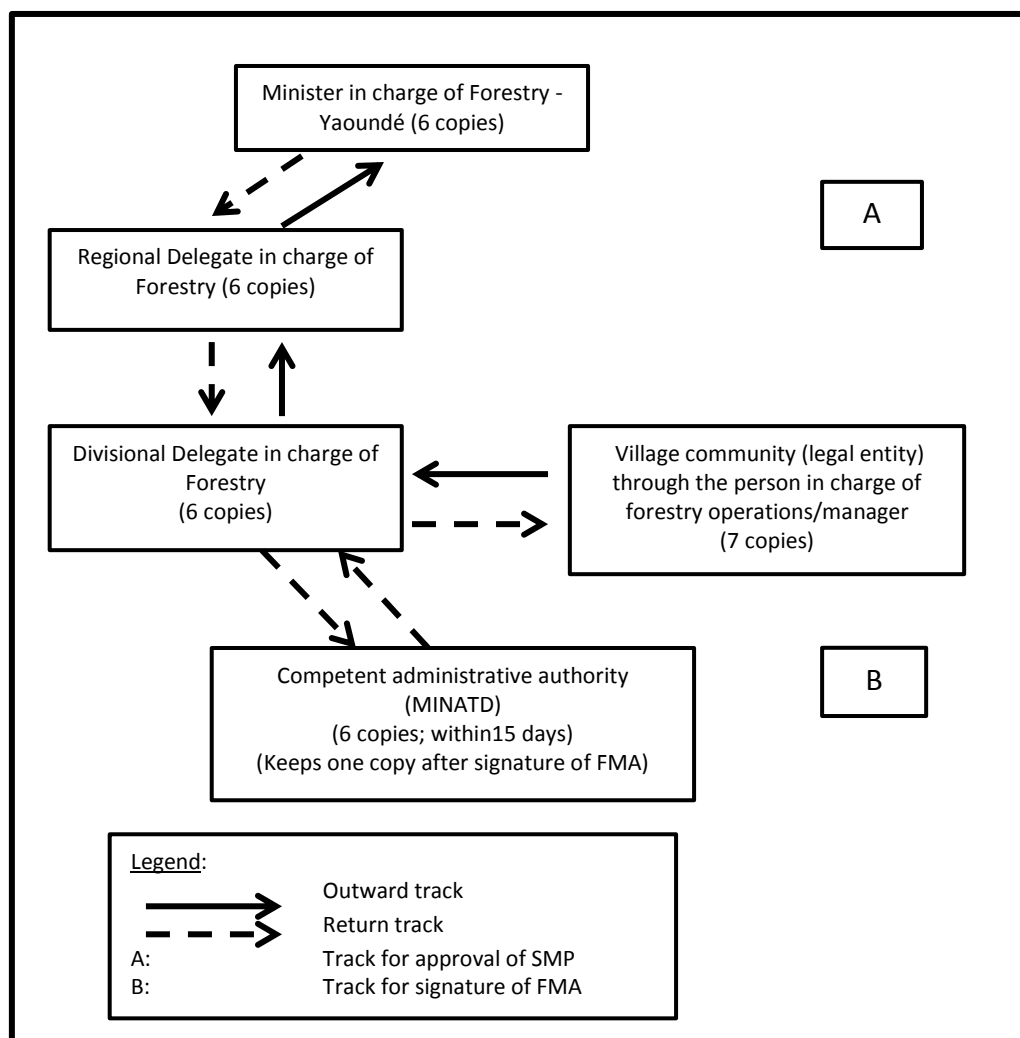 Minister in charge of Forestry -
Yaoundé (6 copies)
A
Regional Delegate in charge of
Forestry (6 copies)
Divisional Delegate in charge of
Forestry
(6 copies)
Village community (legal entity)
through the person in charge of
forestry operations/manager
(7 copies)
Competent administrative authority
(MINATD)
(6 copies; within15 days)
(Keeps one copy after signature of FMA)
B
Legend:
Outward track
Return track
A: Track for approval of SMP
B: Track for signature of FMA